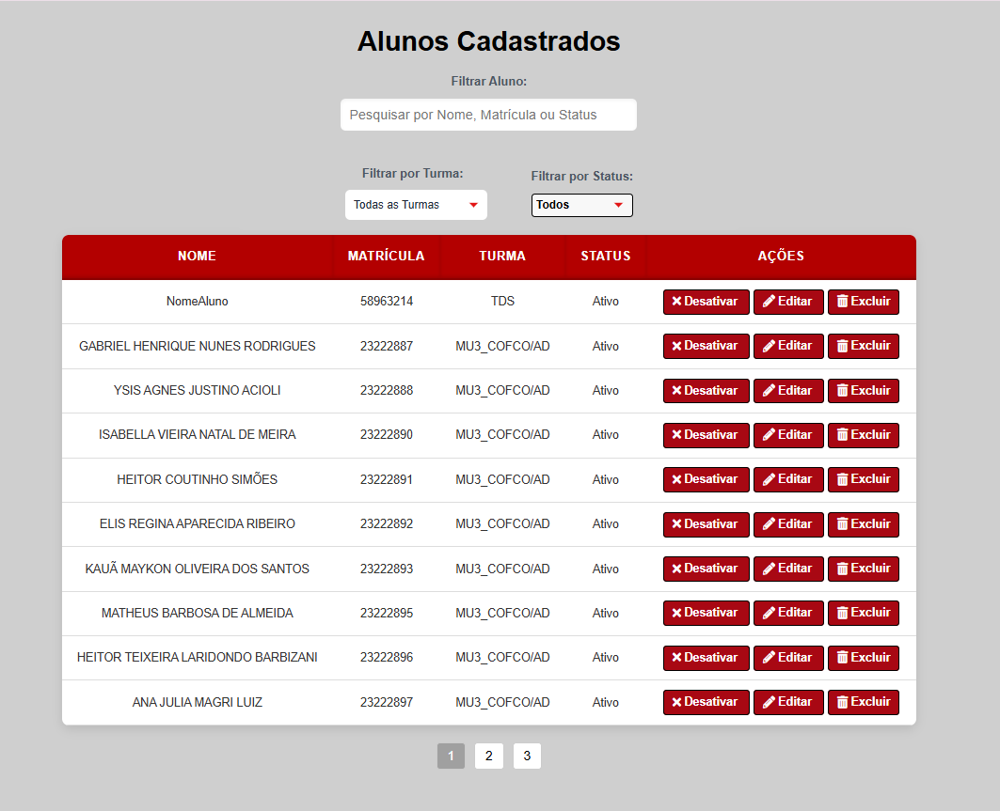 Alunos Cadastrados
Filtrar Aluno:
Pesquisar por Nome, Matrícula ou Status
Filtrar por Turma: Filtrar por Status:
Todas as Turmas Todos
NOME MATRÍCULA TURMA STATUS AÇÕES
NomeAluno 58963214 TDS Ativo Desativar Editar Excluir
GABRIEL HENRIQUE NUNES RODRIGUES 23222887 MU3_COFCO/AD Ativo Desativar Editar Excluir
YSIS AGNES JUSTINO ACIOLI 23222888 MU3_COFCO/AD Ativo Desativar Editar Excluir
ISABELLA VIEIRA NATAL DE MEIRA 23222890 MU3_COFCO/AD Ativo Desativar Editar Excluir
HEITOR COUTINHO SIMÕES 23222891 MU3_COFCO/AD Ativo Desativar Editar Excluir
ELIS REGINA APARECIDA RIBEIRO 23222892 MU3_COFCO/AD Ativo Desativar Editar Excluir
KAUÃ MAYKON OLIVEIRA DOS SANTOS 23222893 MU3_COFCO/AD Ativo Desativar Editar Excluir
MATHEUS BARBOSA DE ALMEIDA 23222895 MU3_COFCO/AD Ativo Desativar Editar Excluir
HEITOR TEIXEIRA LARIDONDO BARBIZANI 23222896 MU3_COFCO/AD Ativo Desativar Editar Excluir
ANA JULIA MAGRI LUIZ 23222897 MU3_COFCO/AD Ativo Desativar Editar Excluir
1 2 3